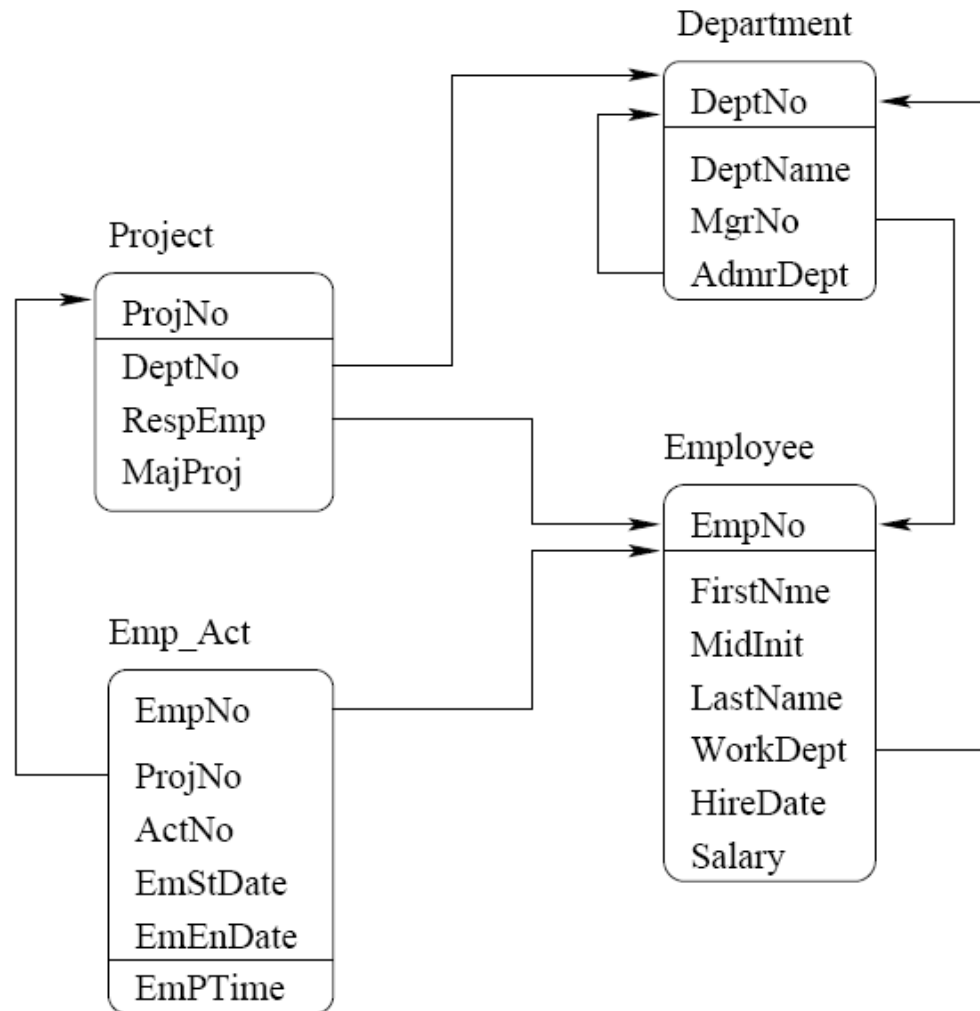 Department
DeptNo
DeptName
MgrNo
AdmrDept
Project
ProjNo
DeptNo
RespEmp
MajProj
Employee
EmpNo
FirstNme
MidInit
LastName
WorkDept
HireDate
Salary
Emp_Act
EmpNo
ProjNo
ActNo
EmStDate
EmEnDate
EmPTime